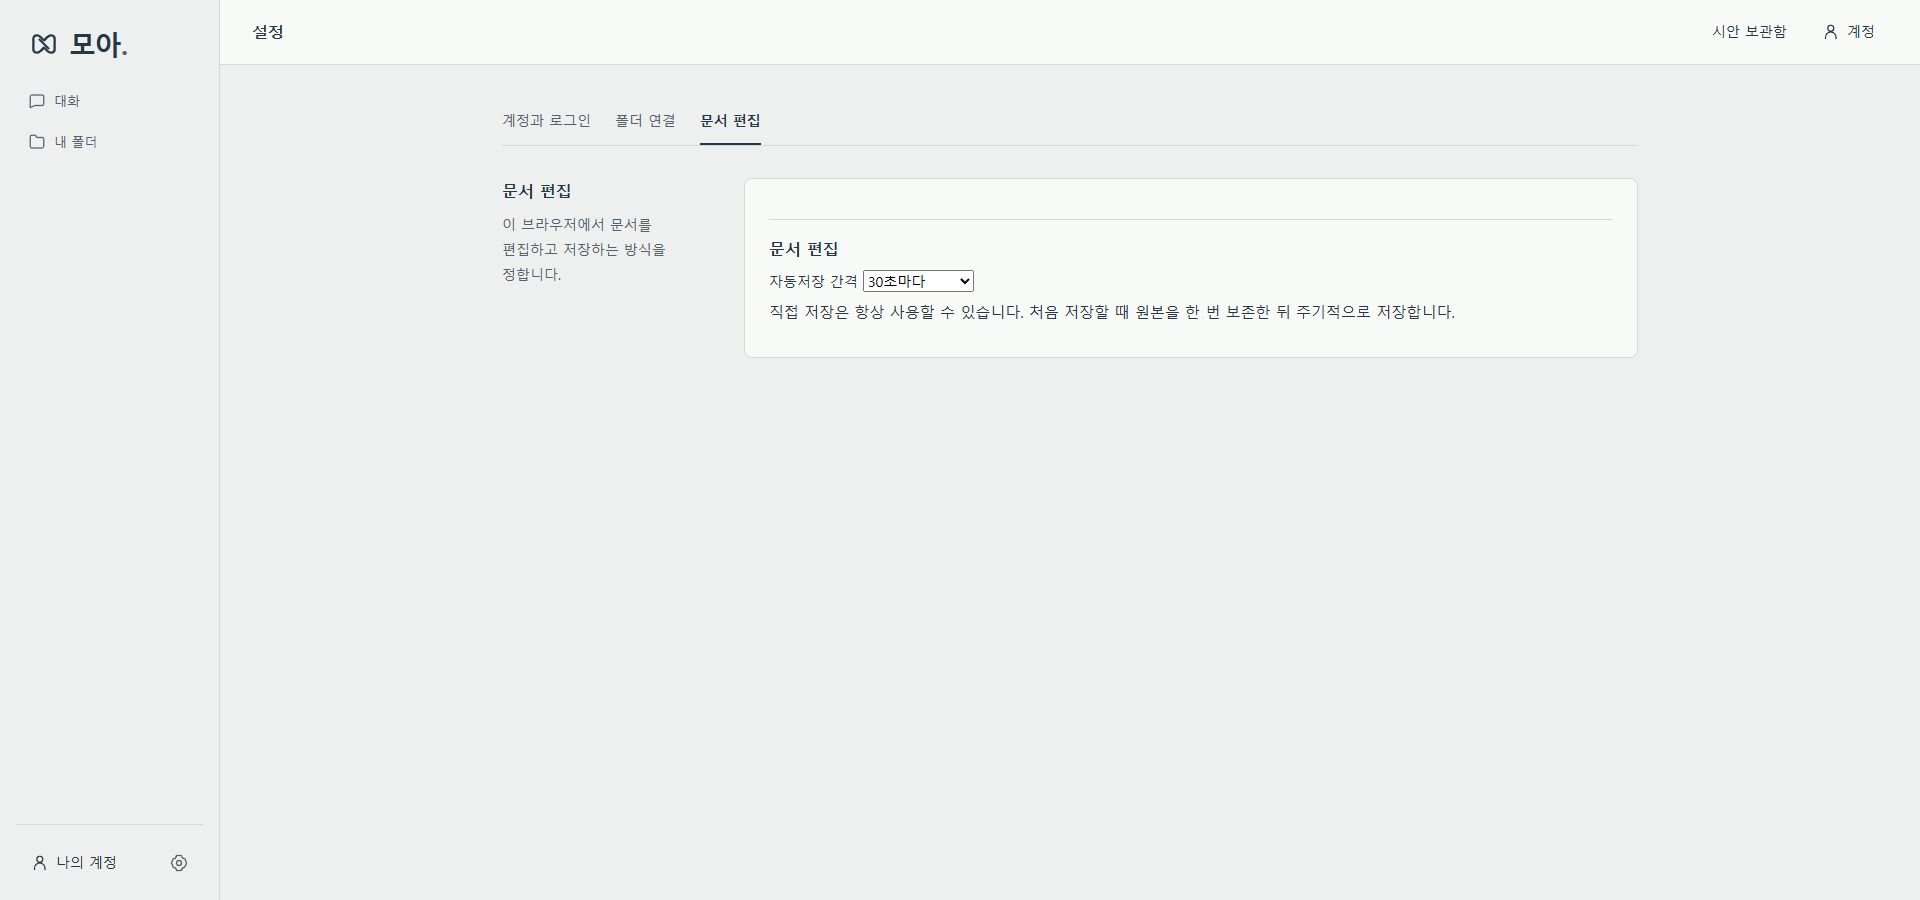 모아.
설정
시안 보관함
계정
대화
내 폴더
계정과 로그인
폴더 연결
문서 편집
문서 편집
이 브라우저에서 문서를
편집하고 저장하는 방식을
정합니다.
문서 편집
자동저장 간격 30초마다
직접 저장은 항상 사용할 수 있습니다. 처음 저장할 때 원본을 한 번 보존한 뒤 주기적으로 저장합니다.
나의 계정